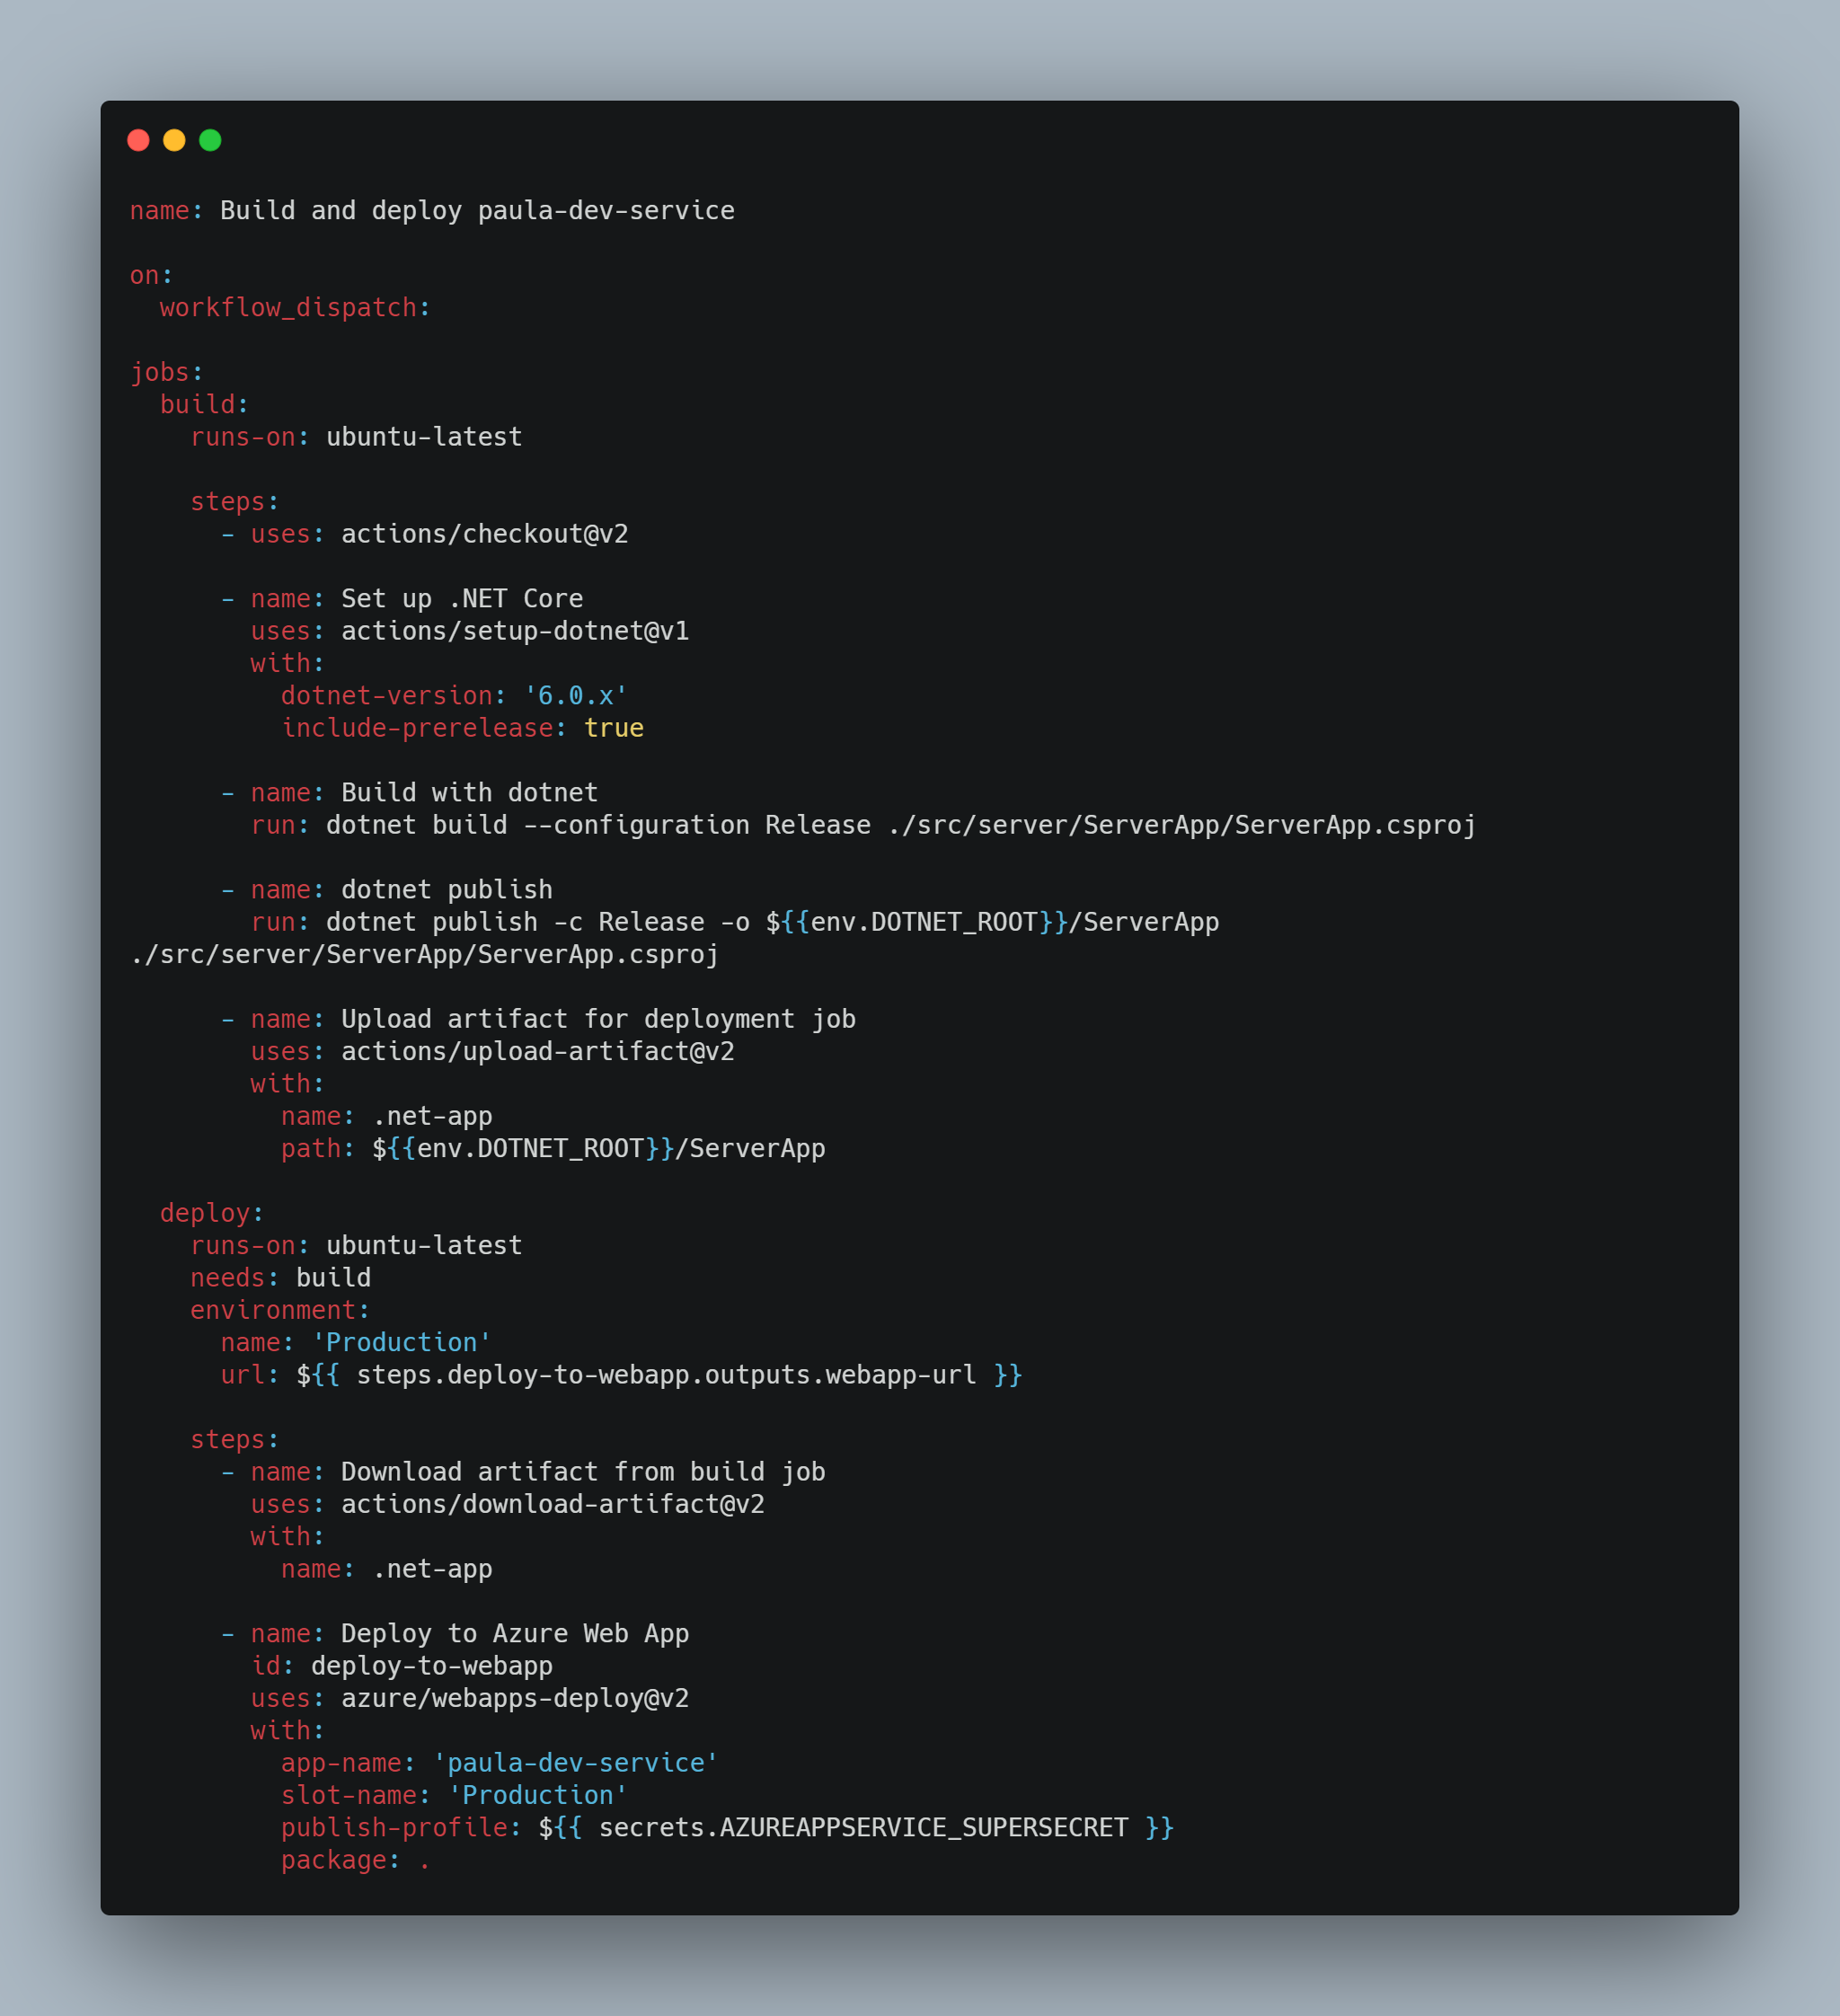 name: Build and deploy paula-dev-service

on:
  workflow_dispatch:

jobs:
  build:
    runs-on: ubuntu-latest

    steps:
      - uses: actions/checkout@v2

      - name: Set up .NET Core
        uses: actions/setup-dotnet@v1
        with:
          dotnet-version: '6.0.x'
          include-prerelease: true

      - name: Build with dotnet
        run: dotnet build --configuration Release ./src/server/ServerApp/ServerApp.csproj

      - name: dotnet publish
        run: dotnet publish -c Release -o ${{env.DOTNET_ROOT}}/ServerApp
./src/server/ServerApp/ServerApp.csproj

      - name: Upload artifact for deployment job
        uses: actions/upload-artifact@v2
        with:
          name: .net-app
          path: ${{env.DOTNET_ROOT}}/ServerApp

  deploy:
    runs-on: ubuntu-latest
    needs: build
    environment:
      name: 'Production'
      url: ${{ steps.deploy-to-webapp.outputs.webapp-url }}

    steps:
      - name: Download artifact from build job
        uses: actions/download-artifact@v2
        with:
          name: .net-app

      - name: Deploy to Azure Web App
        id: deploy-to-webapp
        uses: azure/webapps-deploy@v2
        with:
          app-name: 'paula-dev-service'
          slot-name: 'Production'
          publish-profile: ${{ secrets.AZUREAPPSERVICE_SUPERSECRET }}
          package: .